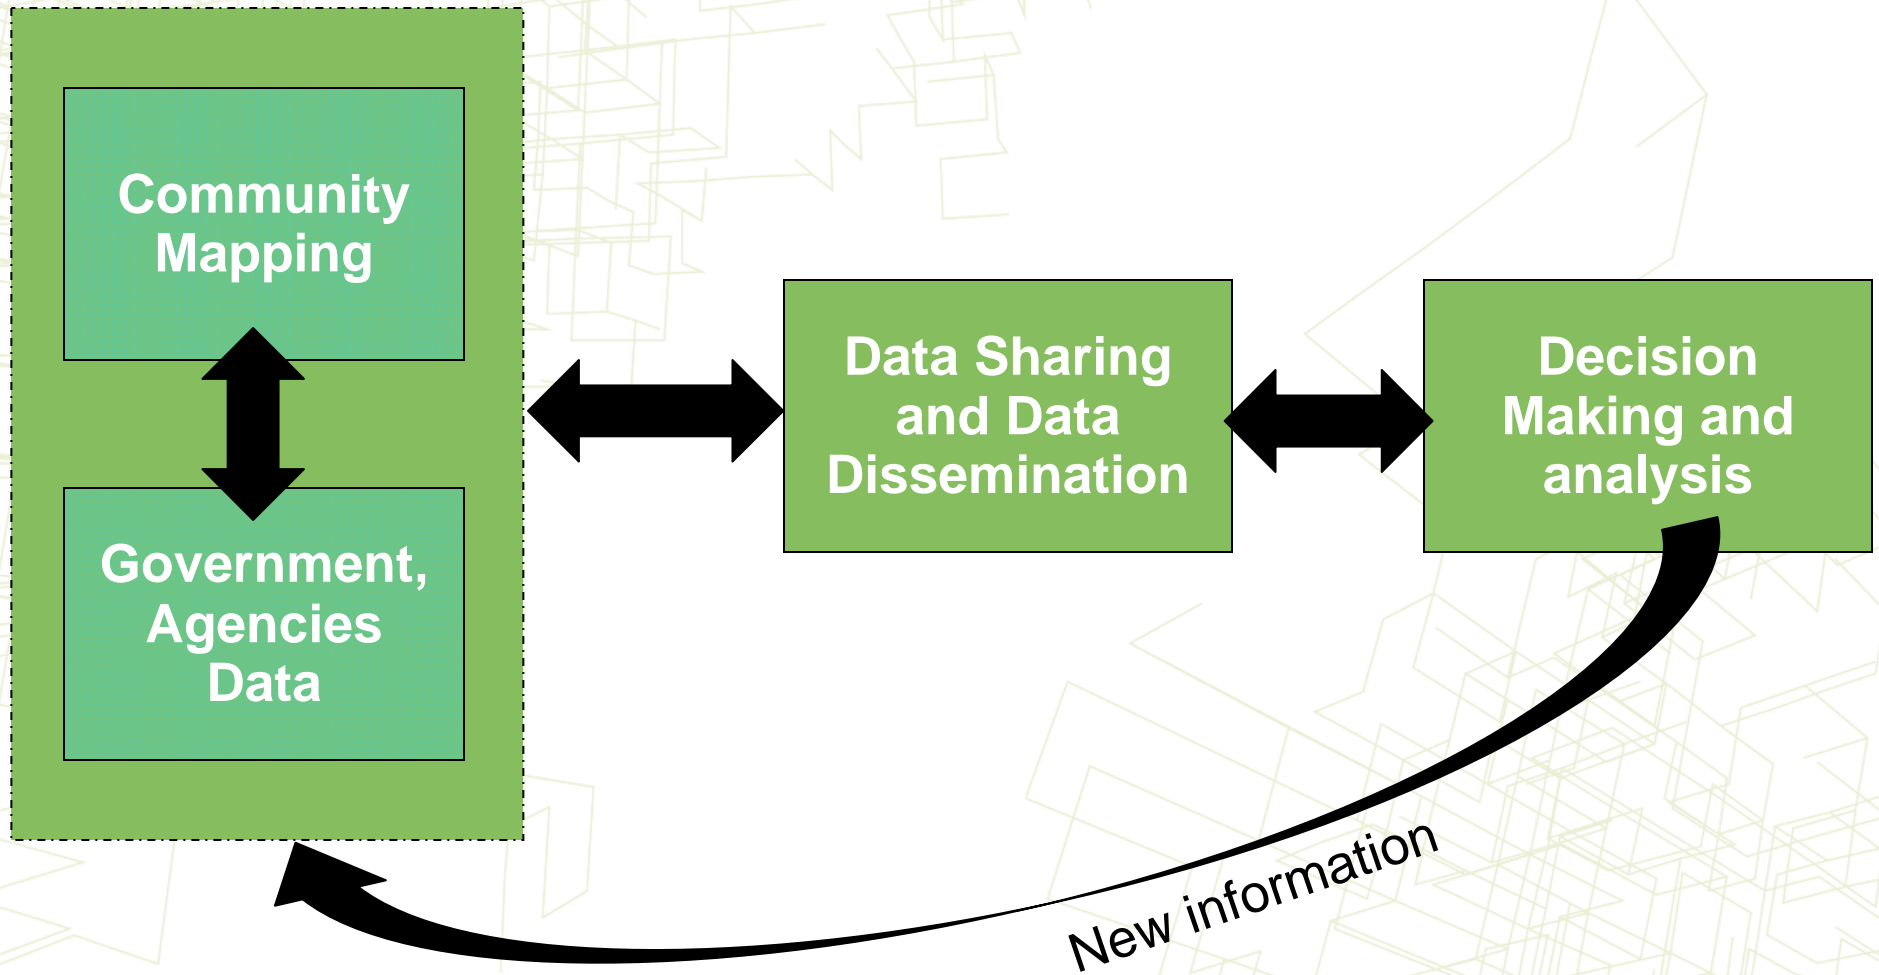 Community
Mapping
Government,
Agencies
Data
Data Sharing
and Data
Dissemination
Decision
Making and
analysis
New information